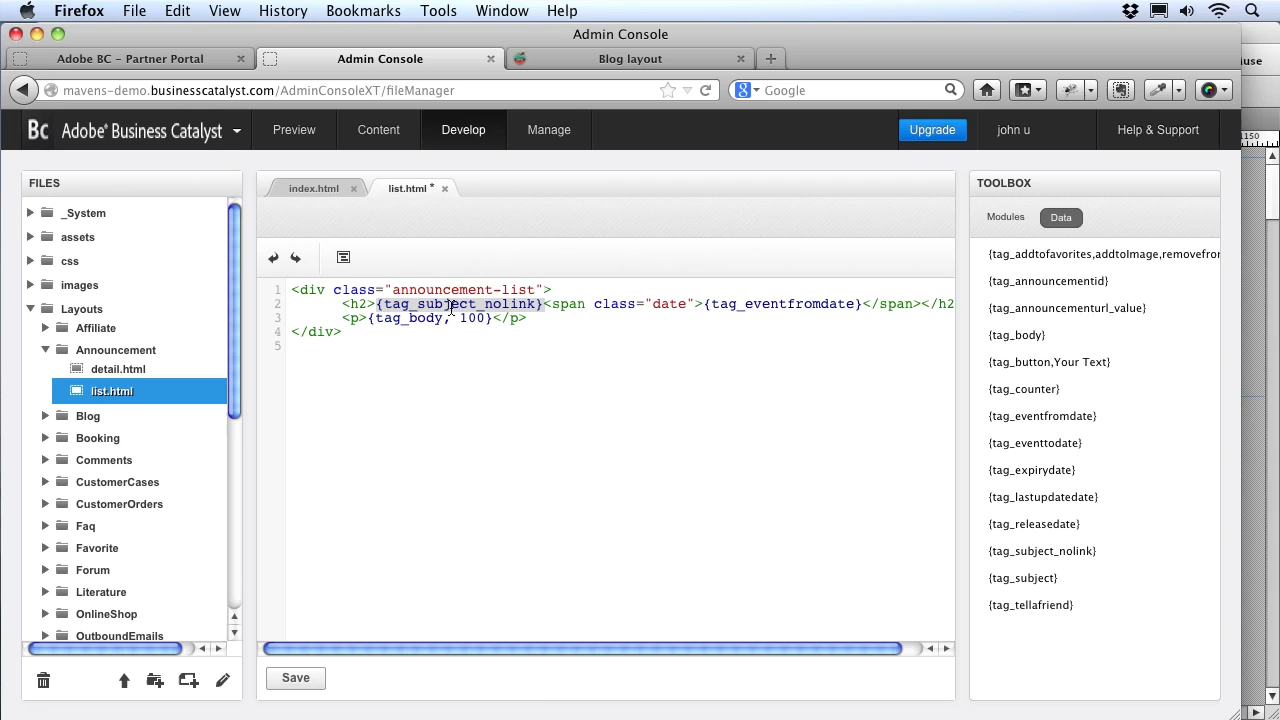 Firefox File Edit View History Bookmarks Tools Window Help
Admin Console
Adobe BC – Partner Portal
Admin Console
Blog layout
mavens-demo.businesscatalyst.com/AdminConsoleXT/fileManager
Google
Bc Adobe® Business Catalyst
Preview Content Develop Manage
Upgrade john u Help & Support
1150
FILES
_System
assets
css
images
Layouts
Affiliate
Announcement
detail.html
list.html
Blog
Booking
Comments
CustomerCases
CustomerOrders
Faq
Favorite
Forum
Literature
OnlineShop
OutboundEmails
index.html
list.html *
1 <div class="announcement-list">
2 <h2>{tag_subject_nolink}<span class="date">{tag_eventfromdate}</span></h2
3 <p>{tag_body, 100}</p>
4 </div>
5
Save
TOOLBOX
Modules Data
{tag_addtofavorites,addtoImage,removefror
{tag_announcementid}
{tag_announcementurl_value}
{tag_body}
{tag_button,Your Text}
{tag_counter}
{tag_eventfromdate}
{tag_eventtodate}
{tag_expirydate}
{tag_lastupdatedate}
{tag_releasedate}
{tag_subject_nolink}
{tag_subject}
{tag_tellafriend}